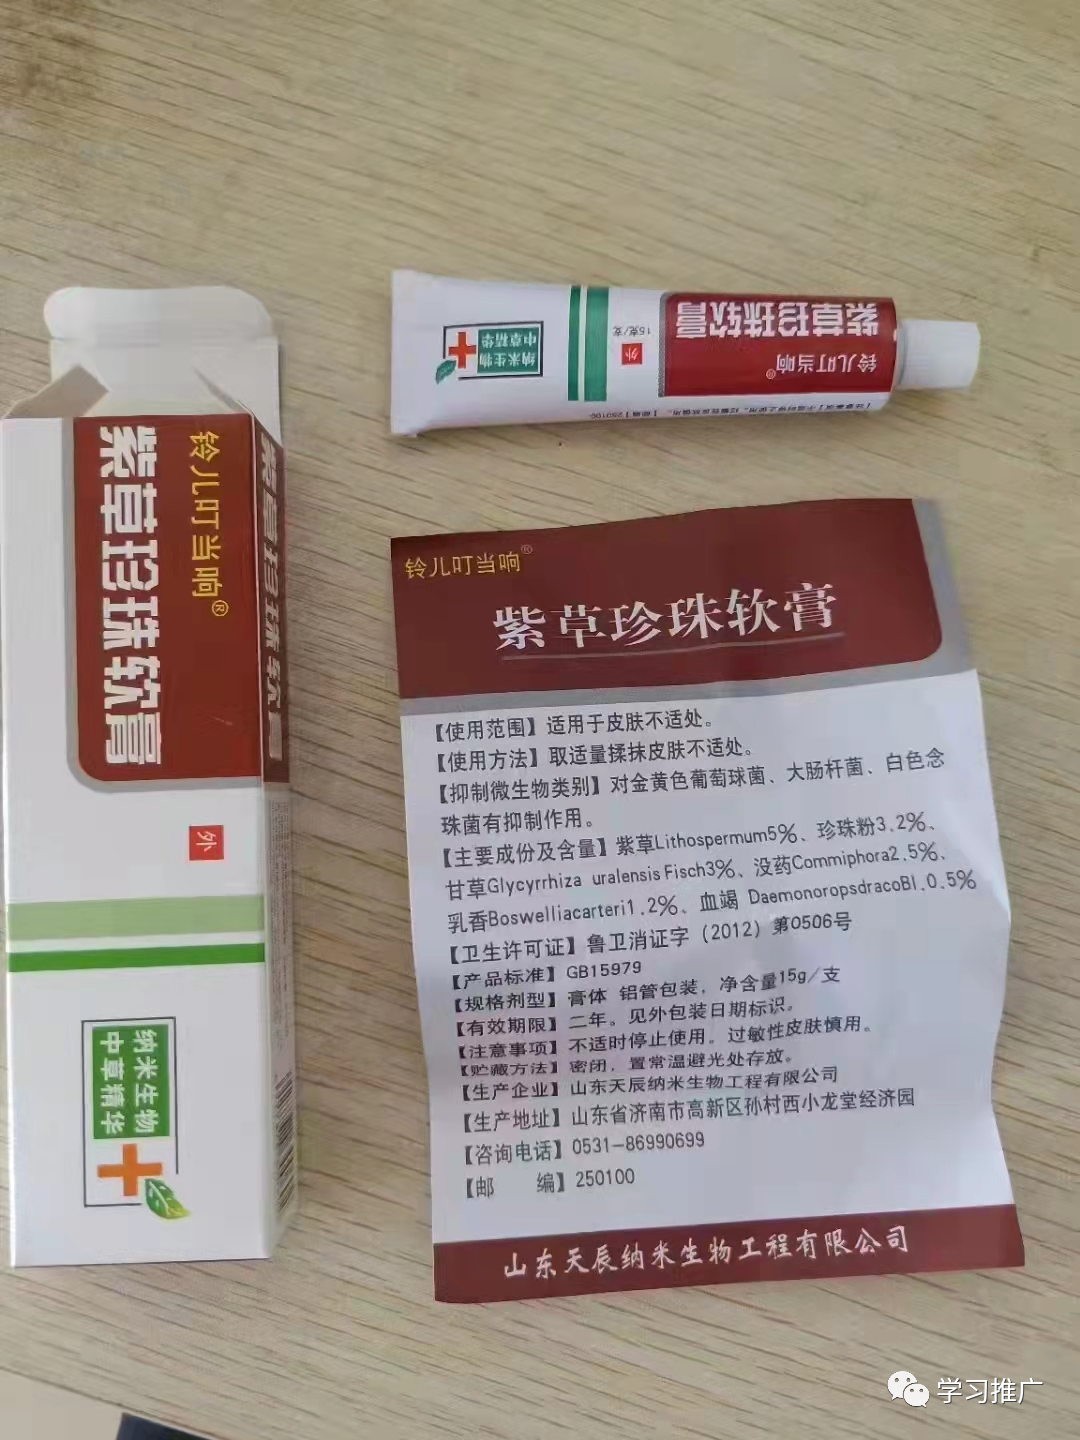 铃儿叮当响®
紫草珍珠软膏
外
纳米生物
中草精华
紫草珍珠软膏
铃儿叮当响®
紫草珍珠软膏
15克/支
外
纳米生物
中草精华
铃儿叮当响®
紫草珍珠软膏
【使用范围】适用于皮肤不适处。
【使用方法】取适量揉抹皮肤不适处。
【抑制微生物类别】对金黄色葡萄球菌、大肠杆菌、白色念
珠菌有抑制作用。
【主要成份及含量】紫草Lithospermum5%、珍珠粉3.2%、
甘草Glycyrrhiza uralensis Fisch3%、没药Commiphora2.5%、
乳香Boswelliacarteri1.2%、血竭 DaemonoropsdracoBl.0.5%
【卫生许可证】鲁卫消证字（2012）第0506号
【产品标准】GB15979
【规格剂型】膏体 铝管包装，净含量15g/支
【有效期限】二年。见外包装日期标识。
【注意事项】不适时停止使用。过敏性皮肤慎用。
【贮藏方法】密闭，置常温避光处存放。
【生产企业】山东天辰纳米生物工程有限公司
【生产地址】山东省济南市高新区孙村西小龙堂经济园
【咨询电话】0531-86990699
【邮 编】250100
山东天辰纳米生物工程有限公司
学习推广